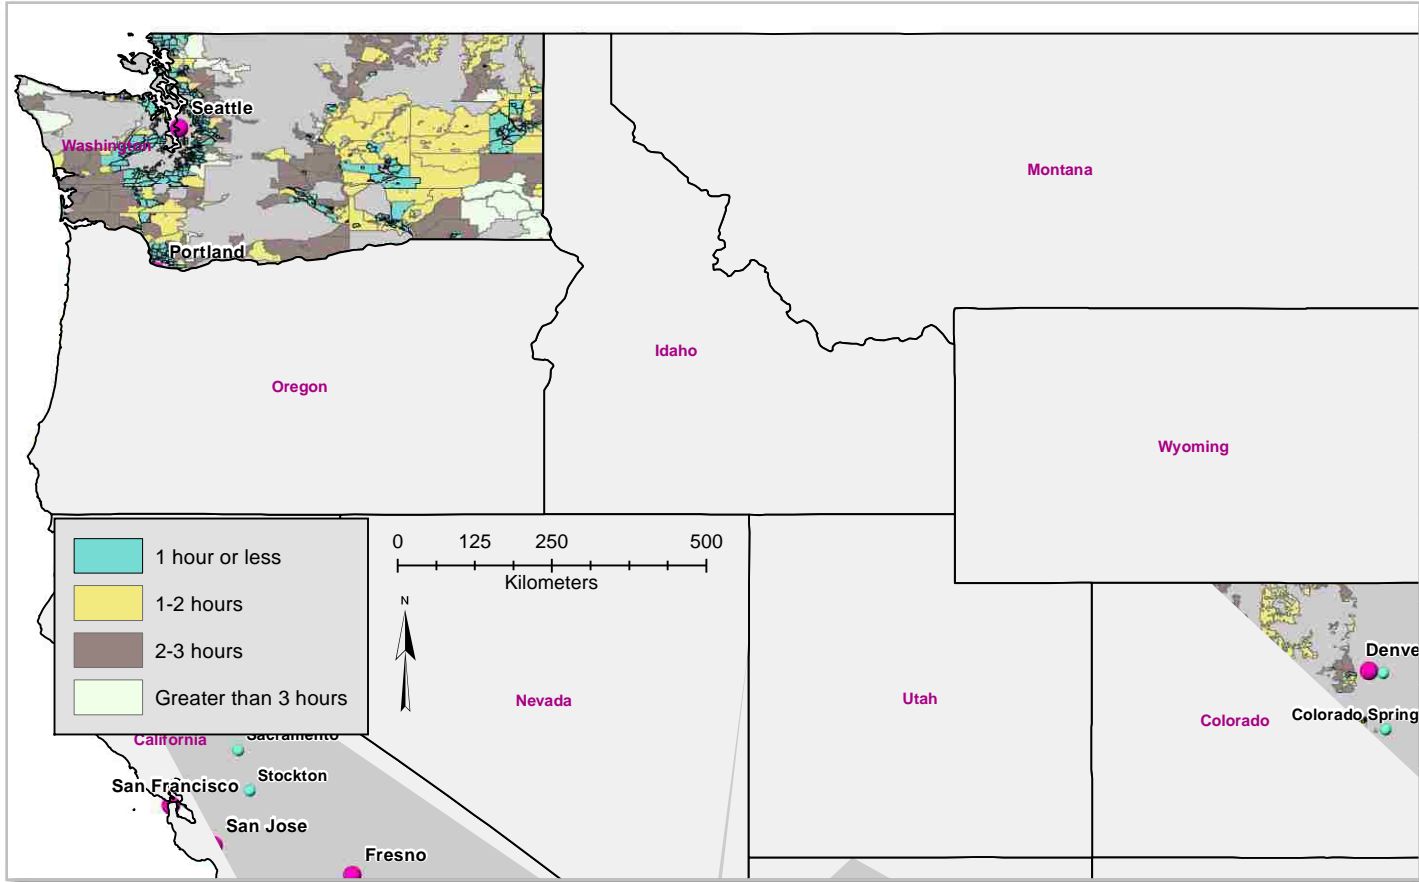 Seattle
Washington
Montana
Portland
Idaho
Oregon
Wyoming
0 125 250 500
Kilometers
N
1 hour or less
1-2 hours
2-3 hours
Greater than 3 hours
Denve
Nevada
Utah
Colorado
Colorado Spring
California
Sacramento
Stockton
San Francisco
San Jose
Fresno